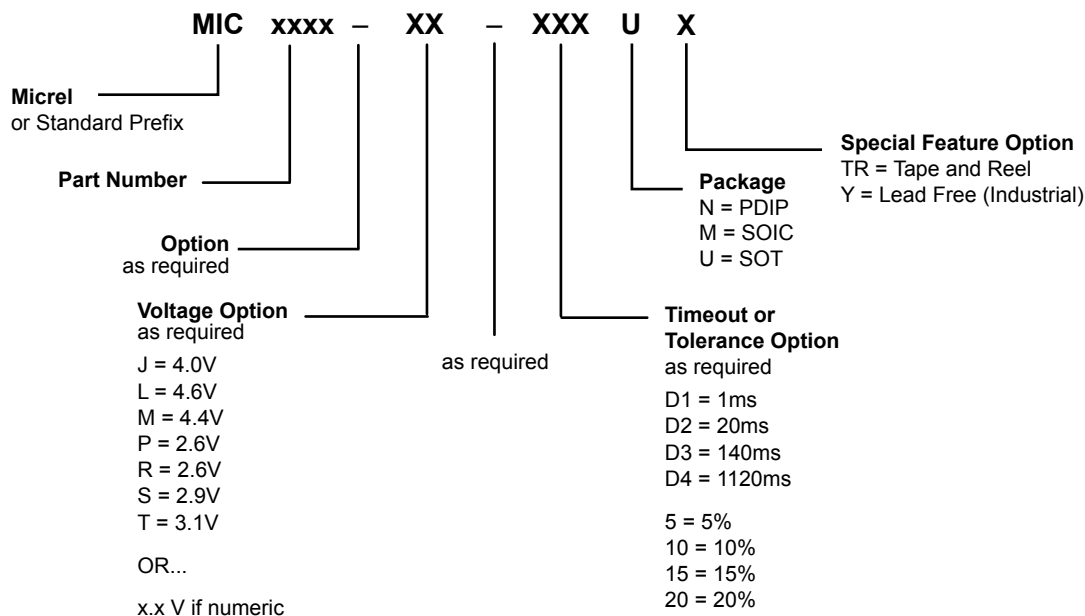 MIC xxxx – XX – XXX U X
Micrel
or Standard Prefix
Part Number
Option
as required
Voltage Option
as required
J = 4.0V
L = 4.6V
M = 4.4V
P = 2.6V
R = 2.6V
S = 2.9V
T = 3.1V
OR...
x.x V if numeric
as required
Timeout or
Tolerance Option
as required
D1 = 1ms
D2 = 20ms
D3 = 140ms
D4 = 1120ms
5 = 5%
10 = 10%
15 = 15%
20 = 20%
Package
N = PDIP
M = SOIC
U = SOT
Special Feature Option
TR = Tape and Reel
Y = Lead Free (Industrial)